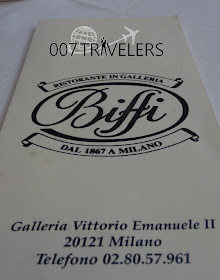 007 TRAVELERS
RISTORANTE IN GALLERIA
Biffi
DAL 1867 A MILANO
Galleria Vittorio Emanuele II
20121 Milano
Telefono 02.80.57.961